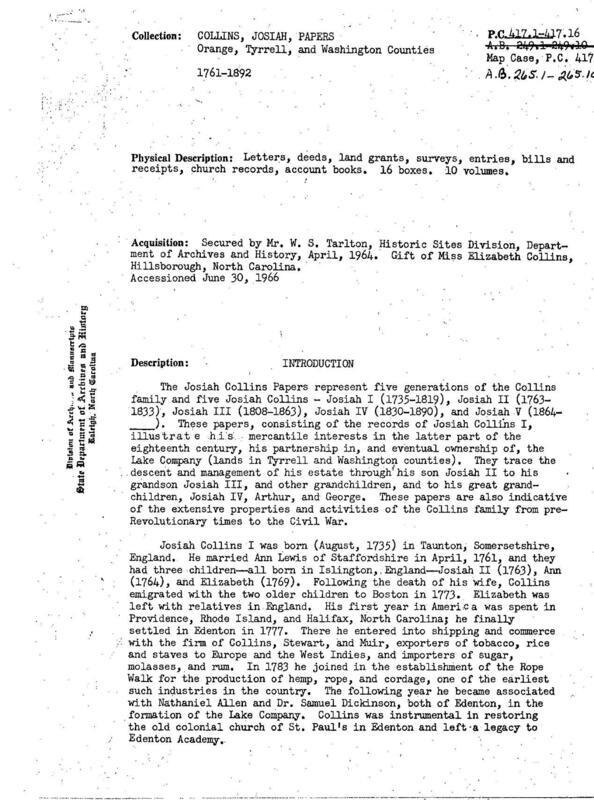 Collection: COLLINS, JOSIAH, PAPERS
Orange, Tyrrell, and Washington Counties
1761-1892
P.C. 417.1-417.16
A.B. 249.1-249.10
Map Case, P.C. 417
A.B. 265.1-265.10
Physical Description: Letters, deeds, land grants, surveys, entries, bills and
receipts, church records, account books. 16 boxes. 10 volumes.
Acquisition: Secured by Mr. W. S. Tarlton, Historic Sites Division, Depart-
ment of Archives and History, April, 1964. Gift of Miss Elizabeth Collins,
Hillsborough, North Carolina.
Accessioned June 30, 1966
Division of Arch and Manuscripts
State Department of Archives and History
Raleigh, North Carolina
Description: INTRODUCTION
The Josiah Collins Papers represent five generations of the Collins
family and five Josiah Collins - Josiah I (1735-1819), Josiah II (1763-
1833), Josiah III (1808-1863), Josiah IV (1830-1890), and Josiah V (1864-
____). These papers, consisting of the records of Josiah Collins I,
illustrate his mercantile interests in the latter part of the
eighteenth century, his partnership in, and eventual ownership of, the
Lake Company (lands in Tyrrell and Washington counties). They trace the
descent and management of his estate through his son Josiah II to his
grandson Josiah III, and other grandchildren, and to his great grand-
children, Josiah IV, Arthur, and George. These papers are also indicative
of the extensive properties and activities of the Collins family from pre-
Revolutionary times to the Civil War.
Josiah Collins I was born (August, 1735) in Taunton, Somersetshire,
England. He married Ann Lewis of Staffordshire in April, 1761, and they
had three children—all born in Islington, England—Josiah II (1763), Ann
(1764), and Elizabeth (1769). Following the death of his wife, Collins
emigrated with the two older children to Boston in 1773. Elizabeth was
left with relatives in England. His first year in America was spent in
Providence, Rhode Island, and Halifax, North Carolina; he finally
settled in Edenton in 1777. There he entered into shipping and commerce
with the firm of Collins, Stewart, and Muir, exporters of tobacco, rice
and staves to Europe and the West Indies, and importers of sugar,
molasses, and rum. In 1783 he joined in the establishment of the Rope
Walk for the production of hemp, rope, and cordage, one of the earliest
such industries in the country. The following year he became associated
with Nathaniel Allen and Dr. Samuel Dickinson, both of Edenton, in the
formation of the Lake Company. Collins was instrumental in restoring
the old colonial church of St. Paul's in Edenton and left a legacy to
Edenton Academy.